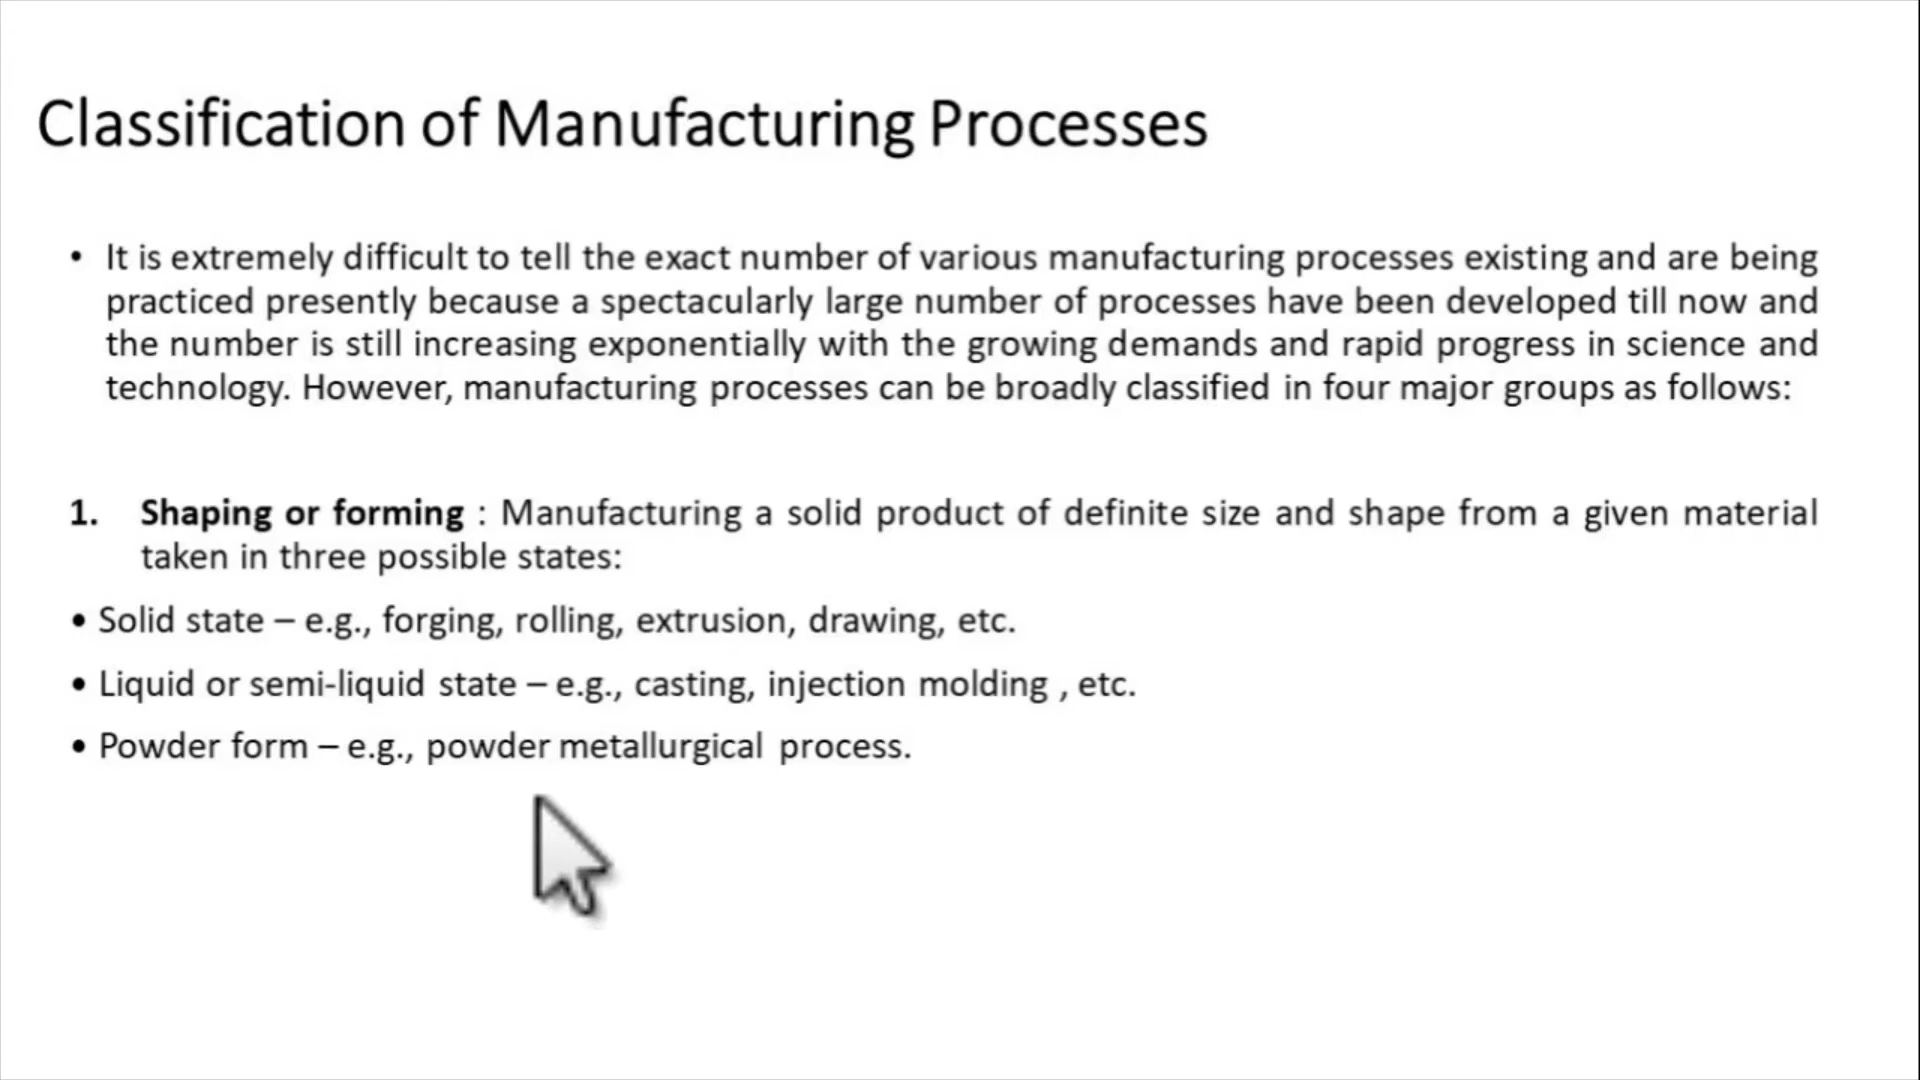 Classification of Manufacturing Processes
• It is extremely difficult to tell the exact number of various manufacturing processes existing and are being
practiced presently because a spectacularly large number of processes have been developed till now and
the number is still increasing exponentially with the growing demands and rapid progress in science and
technology. However, manufacturing processes can be broadly classified in four major groups as follows:
1. Shaping or forming : Manufacturing a solid product of definite size and shape from a given material
taken in three possible states:
• Solid state – e.g., forging, rolling, extrusion, drawing, etc.
• Liquid or semi-liquid state – e.g., casting, injection molding , etc.
• Powder form – e.g., powder metallurgical process.